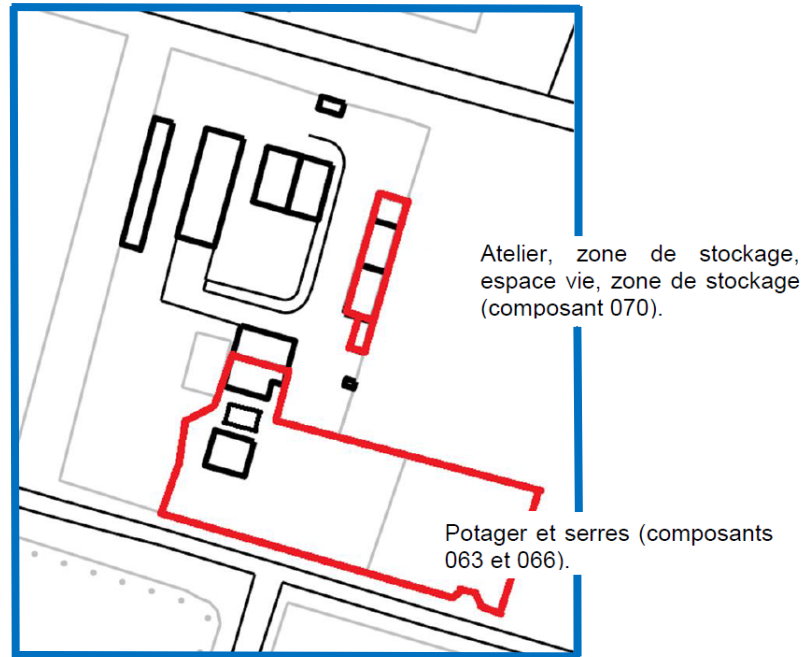 Atelier, zone de stockage,
espace vie, zone de stockage
(composant 070).
Potager et serres (composants
063 et 066).